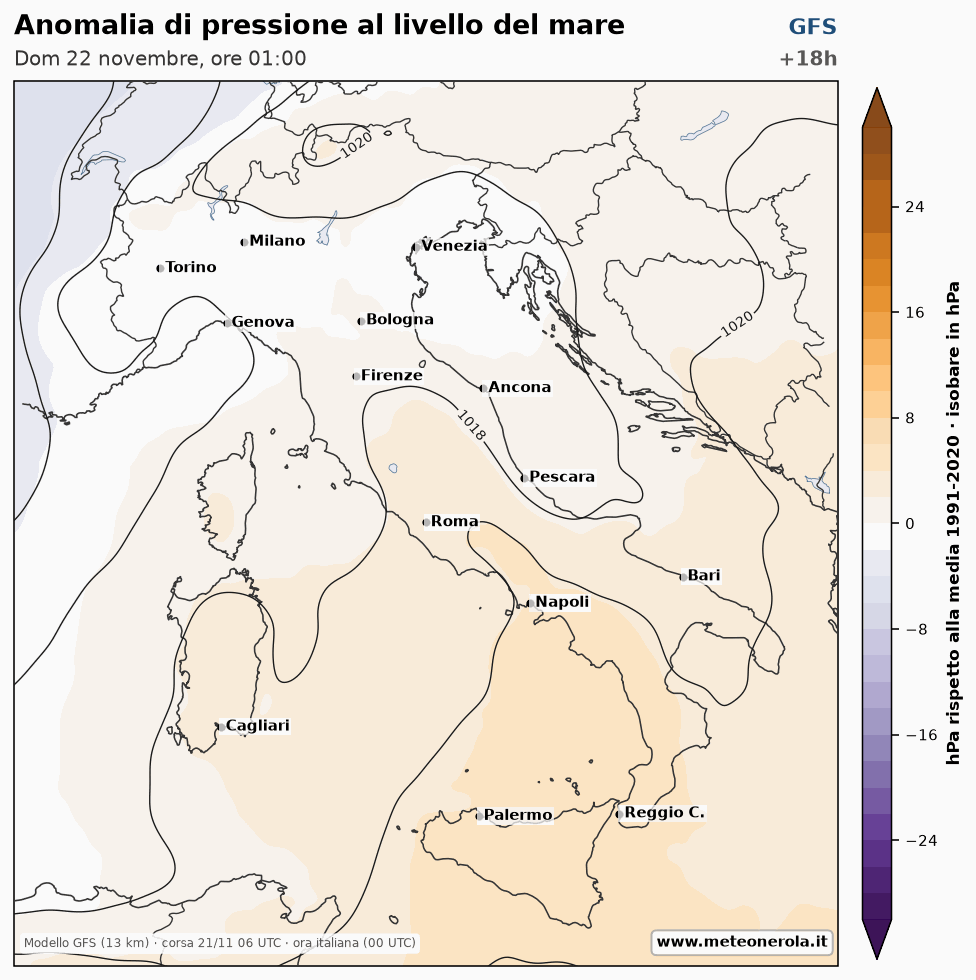 Anomalia di pressione al livello del mare
GFS
Dom 22 novembre, ore 01:00
+18h
1020
Milano
Venezia
Torino
Genova
Bologna
1020
Firenze
Ancona
1018
Pescara
Roma
Bari
Napoli
Cagliari
Palermo
Reggio C.
24
16
8
0
−8
−16
−24
hPa rispetto alla media 1991-2020 · isobare in hPa
Modello GFS (13 km) · corsa 21/11 06 UTC · ora italiana (00 UTC)
www.meteonerola.it